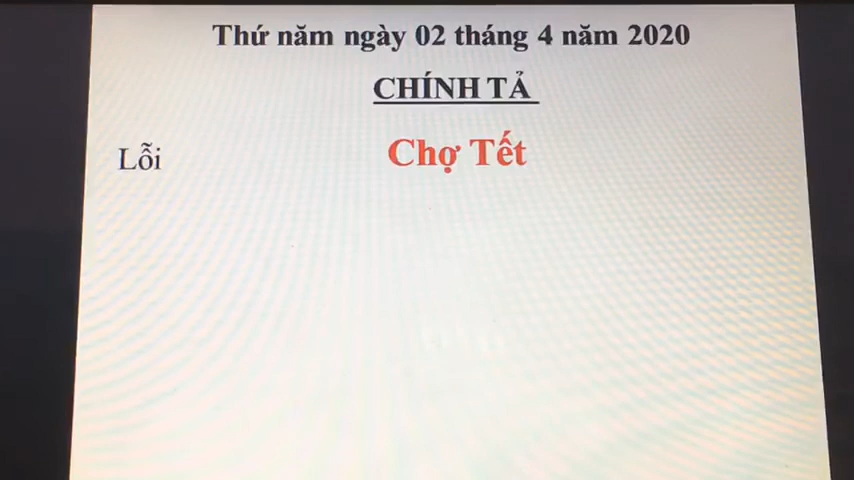 Thứ năm ngày 02 tháng 4 năm 2020
CHÍNH TẢ
Lỗi Chợ Tết